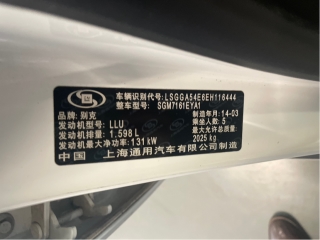 车辆识别代号: LSGGA54E6EH116444
整车型号: SGM7161EYA1
品牌: 别克 制造年月: 14-03
发动机型号: LLU 乘坐人数: 5
发动机排量: 1.598 L 最大允许总质量:
发动机最大净功率: 131 kW 2025 kg
中国 上海通用汽车有限公司制造